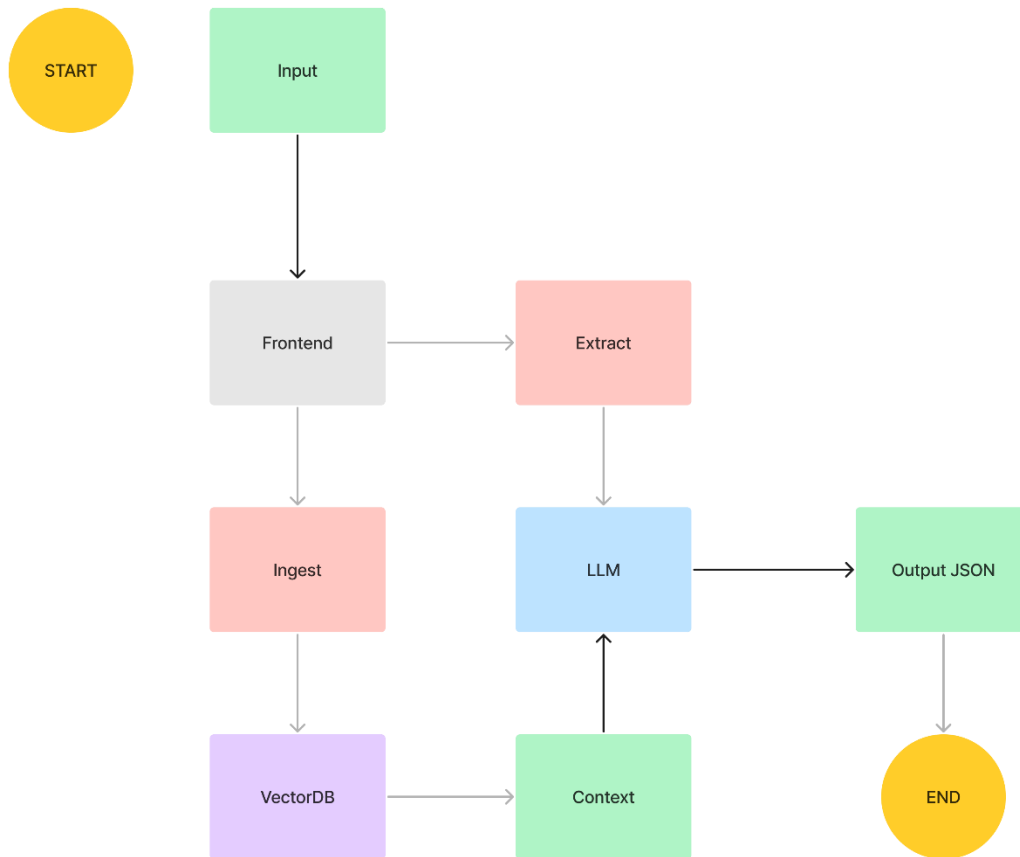 START
Input
Frontend
Extract
Ingest
LLM
Output JSON
VectorDB
Context
END